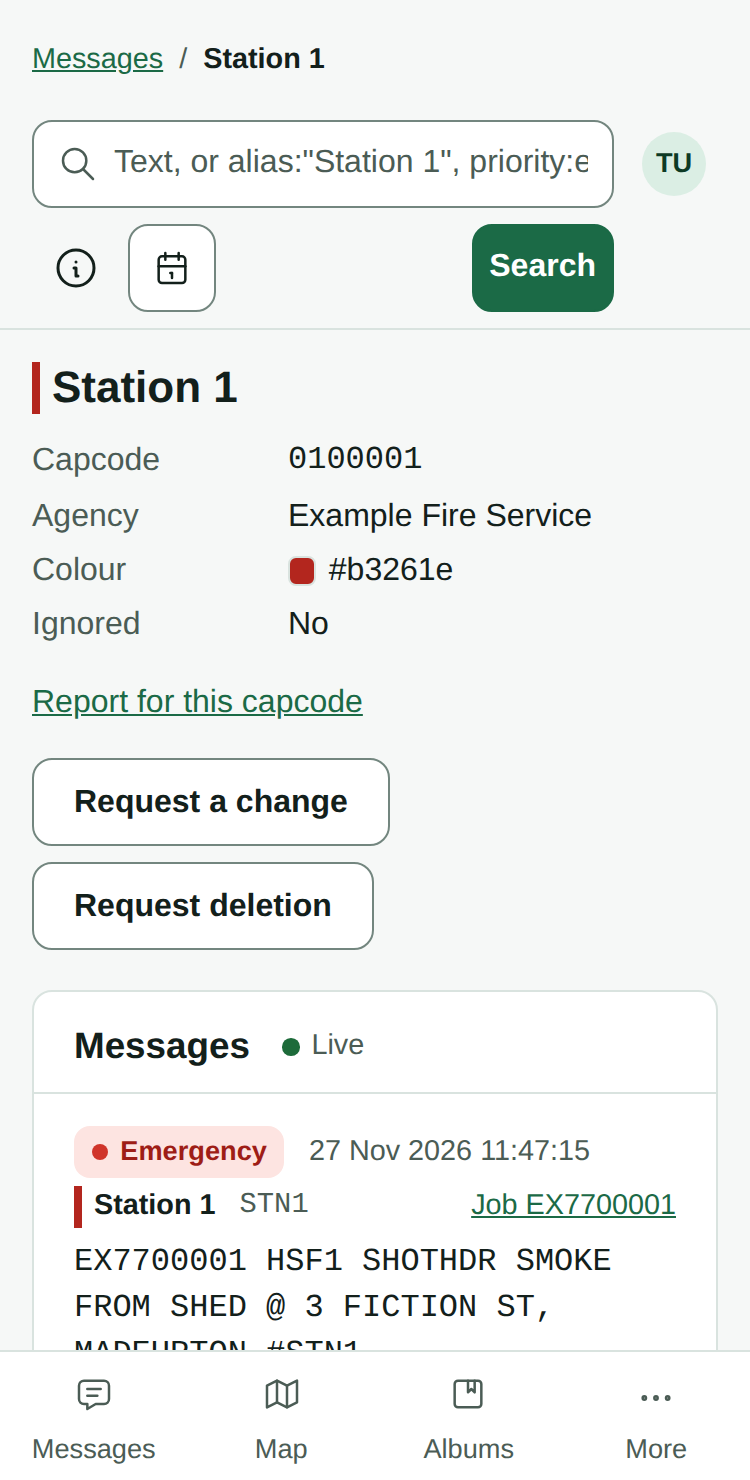 Messages / Station 1
Text, or alias:"Station 1", priority:e
TU
Search
Station 1
Capcode 0100001
Agency Example Fire Service
Colour #b3261e
Ignored No
Report for this capcode
Request a change
Request deletion
Messages Live
Emergency 27 Nov 2026 11:47:15
Station 1 STN1 Job EX7700001
EX7700001 HSF1 SHOTHDR SMOKE
FROM SHED @ 3 FICTION ST,
#STN1
Messages Map Albums More